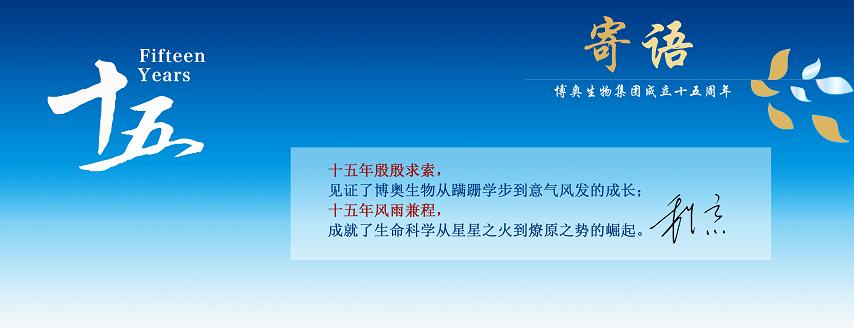 Fifteen
Years
十五
寄语
博奥生物集团成立十五周年
十五年殷殷求索，
见证了博奥生物从蹒跚学步到意气风发的成长；
十五年风雨兼程，
成就了生命科学从星星之火到燎原之势的崛起。